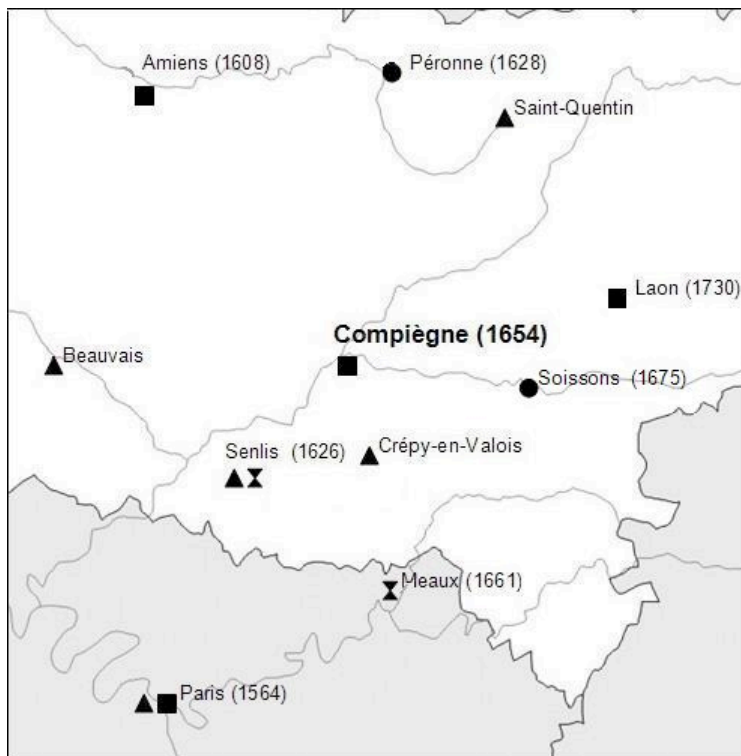 Amiens (1608)
Péronne (1628)
Saint-Quentin
Laon (1730)
Compiègne (1654)
Beauvais
Soissons (1675)
Senlis (1626)
Crépy-en-Valois
Meaux (1661)
Paris (1564)